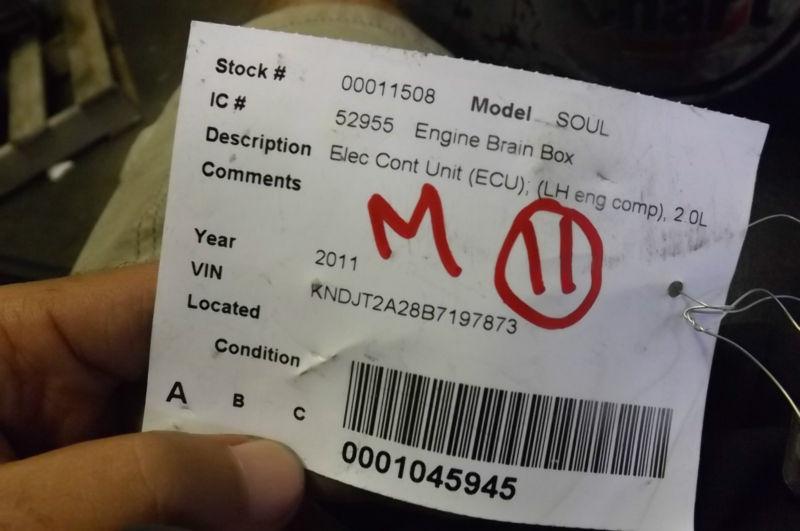 Stock # 00011508 Model SOUL
IC # 52955 Engine Brain Box
Description Elec Cont Unit (ECU); (LH eng comp), 2.0L
Comments
M 11
Year 2011
VIN KNDJT2A28B7197873
Located
Condition
A B C
0001045945